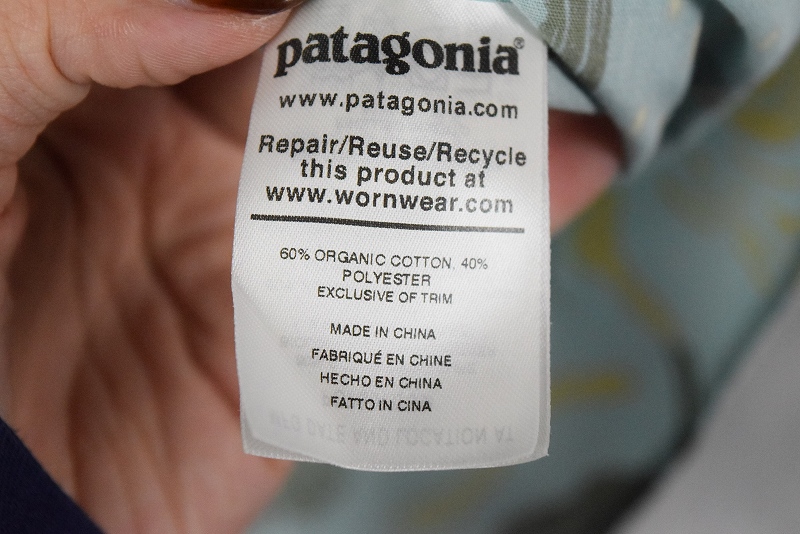 patagonia®
www.patagonia.com
Repair/Reuse/Recycle
this product at
www.wornwear.com
60% ORGANIC COTTON, 40%
POLYESTER
EXCLUSIVE OF TRIM
MADE IN CHINA
FABRIQUÉ EN CHINE
HECHO EN CHINA
FATTO IN CINA